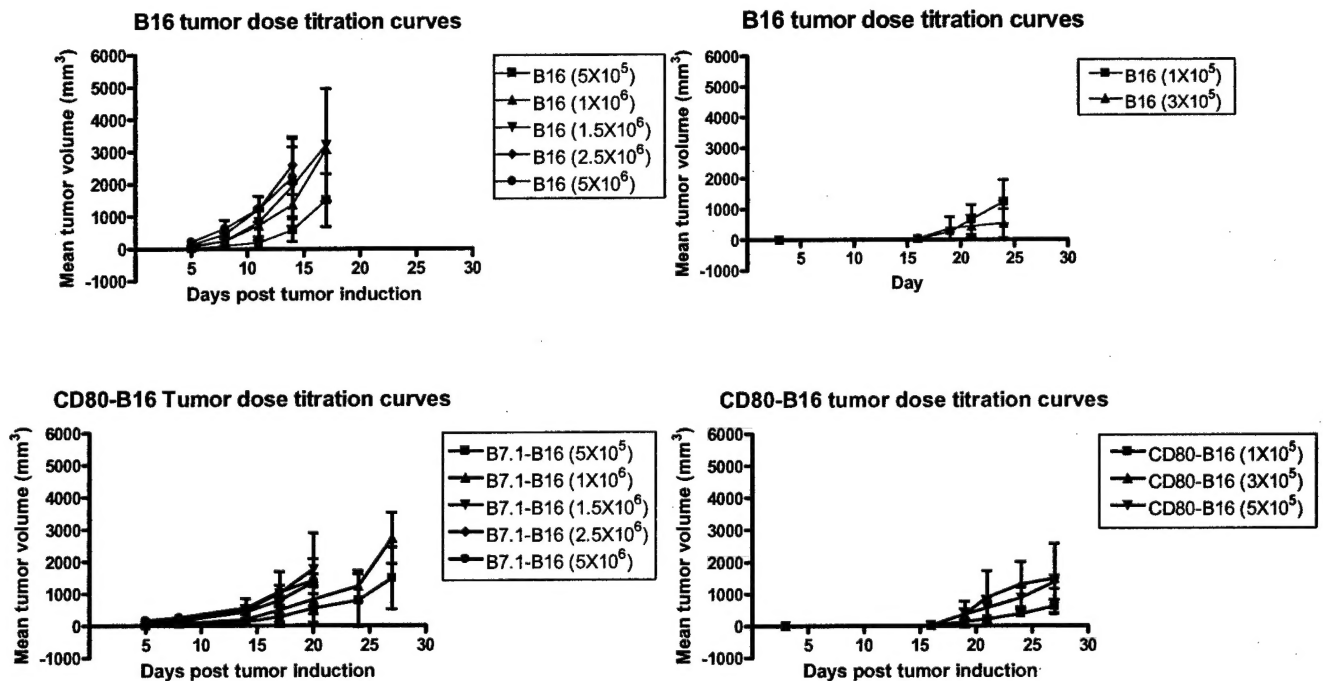 B16 tumor dose titration curves
Mean tumor volume (mm³)
6000
5000
4000
3000
2000
1000
0
-1000
5 10 15 20 25 30
Days post tumor induction
B16 (5X10⁵)
B16 (1X10⁶)
B16 (1.5X10⁶)
B16 (2.5X10⁶)
B16 (5X10⁶)
B16 tumor dose titration curves
Mean tumor volume (mm³)
6000
5000
4000
3000
2000
1000
0
-1000
5 10 15 20 25 30
Day
B16 (1X10⁵)
B16 (3X10⁵)
CD80-B16 Tumor dose titration curves
Mean tumor volume (mm³)
6000
5000
4000
3000
2000
1000
0
-1000
5 10 15 20 25 30
Days post tumor induction
B7.1-B16 (5X10⁵)
B7.1-B16 (1X10⁶)
B7.1-B16 (1.5X10⁶)
B7.1-B16 (2.5X10⁶)
B7.1-B16 (5X10⁶)
CD80-B16 tumor dose titration curves
Mean tumor volume (mm³)
6000
5000
4000
3000
2000
1000
0
-1000
5 10 15 20 25 30
Days post tumor induction
CD80-B16 (1X10⁵)
CD80-B16 (3X10⁵)
CD80-B16 (5X10⁵)